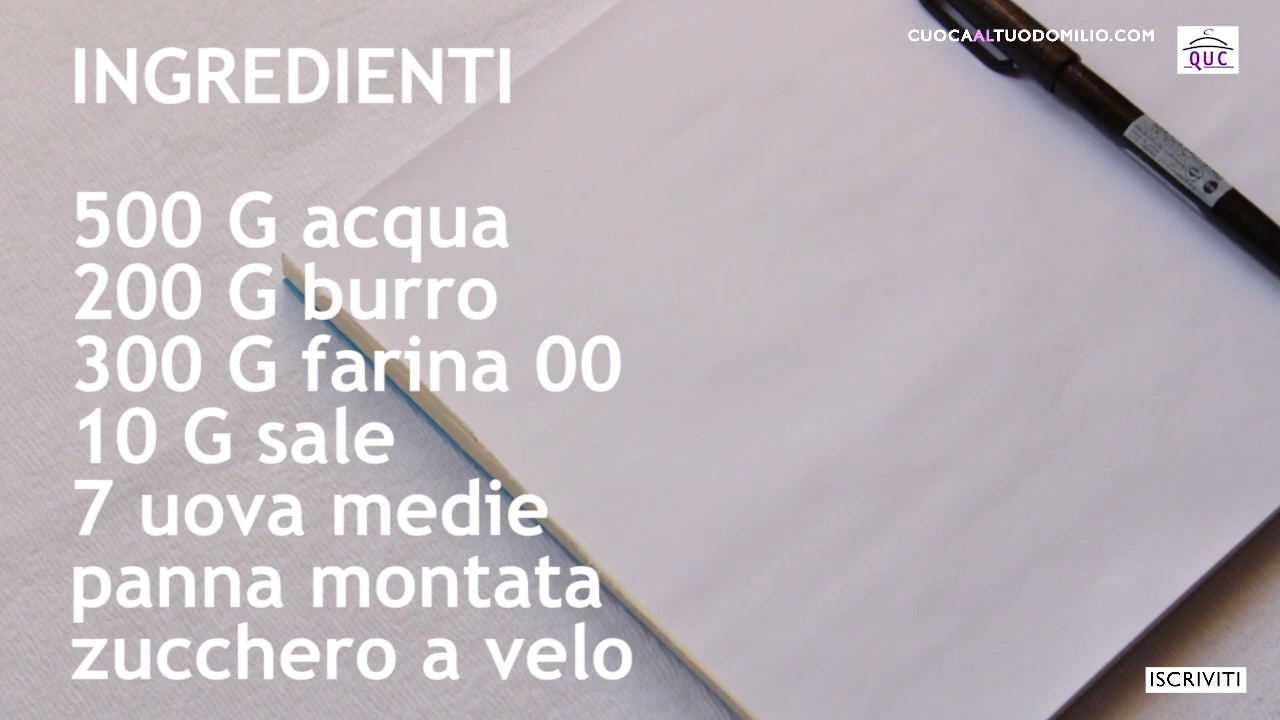 CUOCAALTUODOMILIO.COM
QUC
INGREDIENTI
500 G acqua
200 G burro
300 G farina 00
10 G sale
7 uova medie
panna montata
zucchero a velo
ISCRIVITI